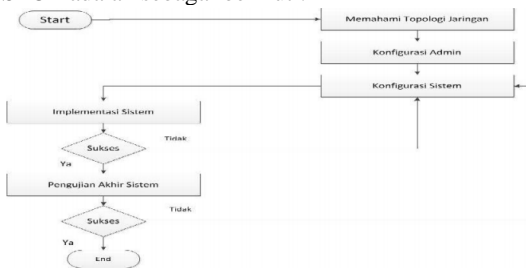 Start
Memahami Topologi Jaringan
Konfigurasi Admin
Konfigurasi Sistem
Implementasi Sistem
Tidak
Sukses
Ya
Pengujian Akhir Sistem
Tidak
Sukses
Ya
End